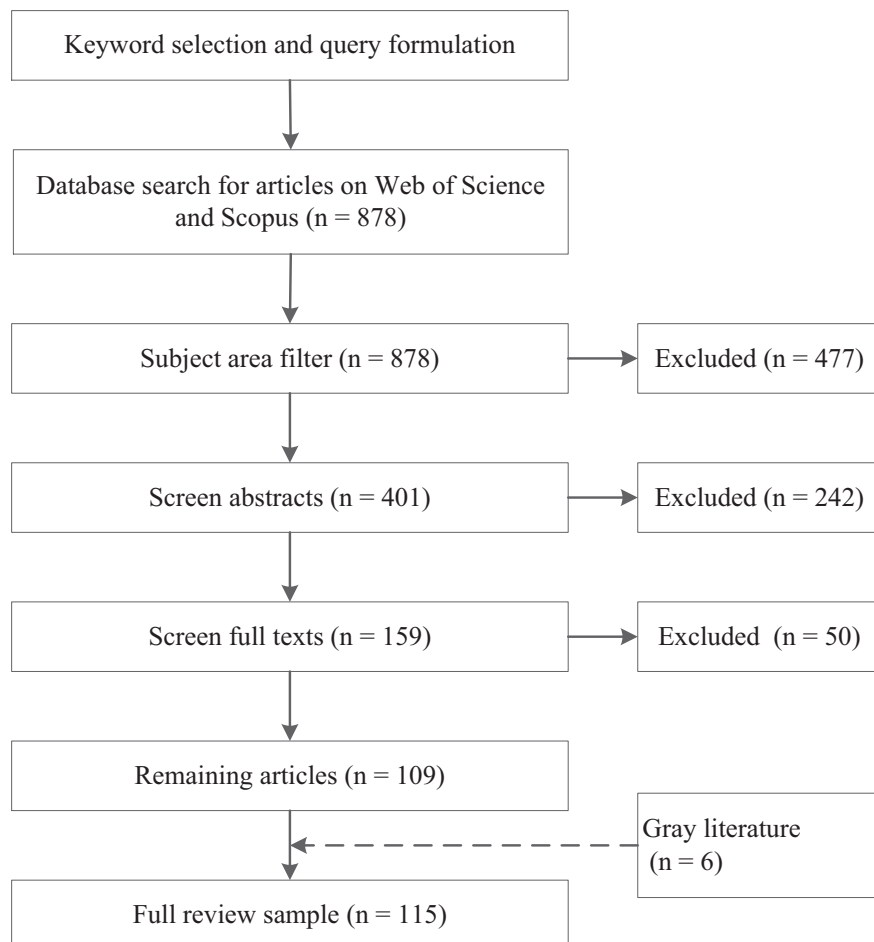 Keyword selection and query formulation
Database search for articles on Web of Science
and Scopus (n = 878)
Subject area filter (n = 878)
Excluded (n = 477)
Screen abstracts (n = 401)
Excluded (n = 242)
Screen full texts (n = 159)
Excluded (n = 50)
Remaining articles (n = 109)
Gray literature
(n = 6)
Full review sample (n = 115)